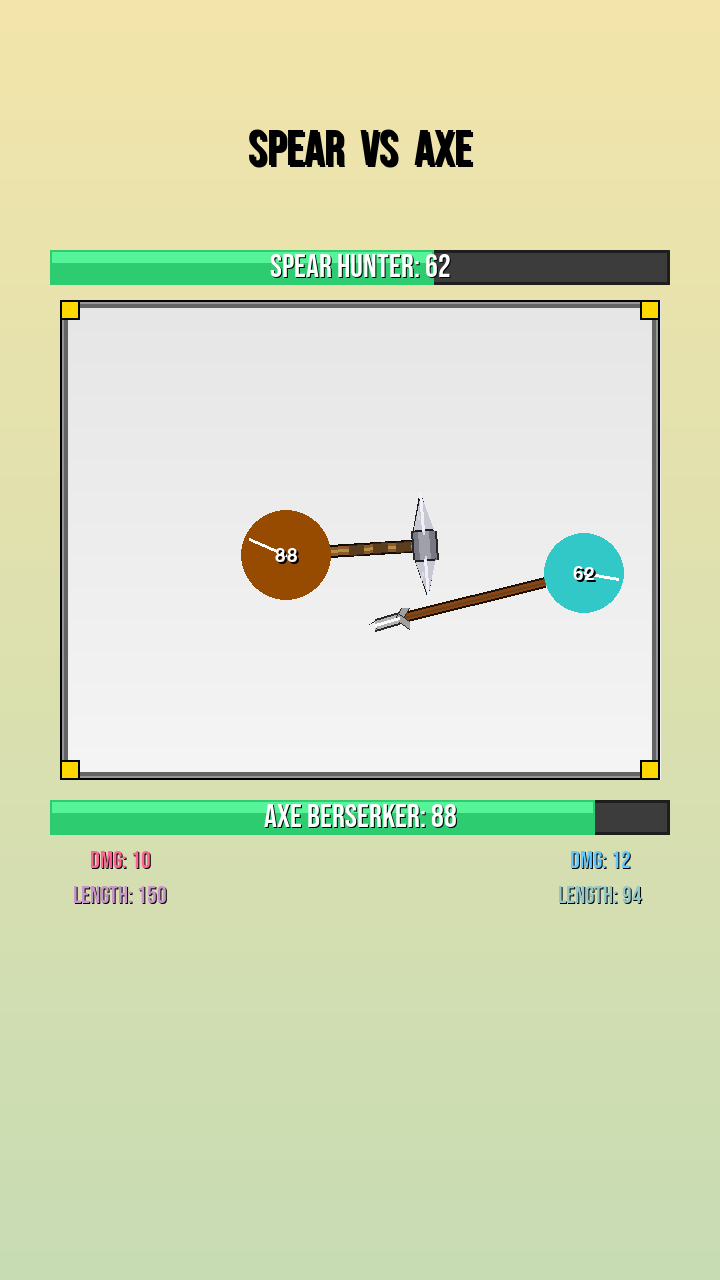 SPEAR VS AXE
SPEAR HUNTER: 62
88
62
AXE BERSERKER: 88
DMG: 10
DMG: 12
LENGTH: 150
LENGTH: 94